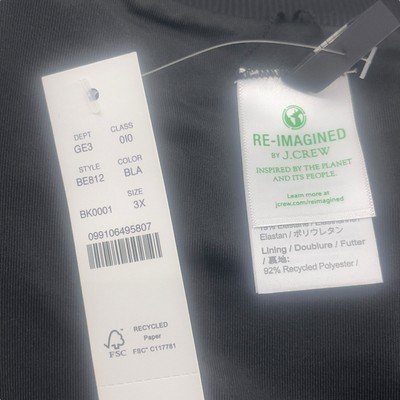 DEPT CLASS
GE3 0I0
STYLE COLOR
BE812 BLA
SIZE
BK0001 3X
099106495807
RECYCLED
Paper
FSC® C117781
FSC
RE-IMAGINED
BY J.CREW
INSPIRED BY THE PLANET
AND ITS PEOPLE.
Learn more at
jcrew.com/reimagined
Elastan / ポリウレタン
Lining / Doublure / Futter
/ 裏地:
92% Recycled Polyester /